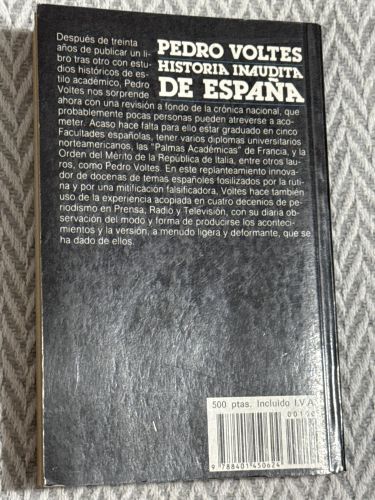 PEDRO VOLTES
HISTORIA INAUDITA
DE ESPAÑA
Después de treinta
años de publicar un li-
bro tras otro con estu-
dios históricos de es-
tilo académico, Pedro
Voltes nos sorprende
ahora con una revisión a fondo de la crónica nacional, que
probablemente pocas personas pueden atreverse a aco-
meter. Acaso hace falta para ello estar graduado en cinco
Facultades españolas, tener varios diplomas universitarios
norteamericanos, las "Palmas Académicas" de Francia, y la
Orden del Mérito de la República de Italia, entre otros lau-
ros, como Pedro Voltes. En este replanteamiento innova-
dor de docenas de temas españoles fosilizados por la ruti-
na y por una mitificación falsificadora, Voltes hace también
uso de la experiencia acopiada en cuatro decenios de pe-
riodismo en Prensa, Radio y Televisión, con su diaria ob-
servación del modo y forma de producirse los aconteci-
mientos y la versión, a menudo ligera y deformante, que se
ha dado de ellos.
500 ptas. Incluido I.V.A.
9 788401 450624